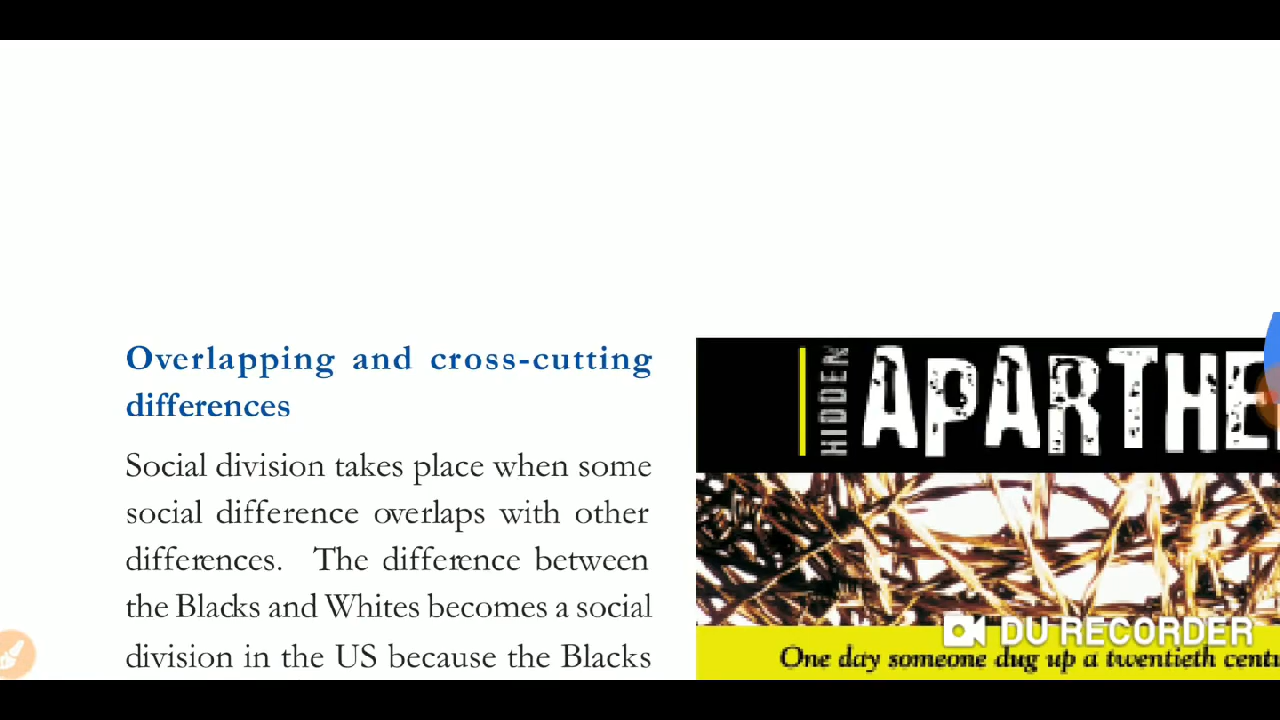 Overlapping and cross-cutting
differences
Social division takes place when some
social difference overlaps with other
differences. The difference between
the Blacks and Whites becomes a social
division in the US because the Blacks
HIDDEN
APARTHE
DU RECORDER
One day someone dug up a twentieth centu